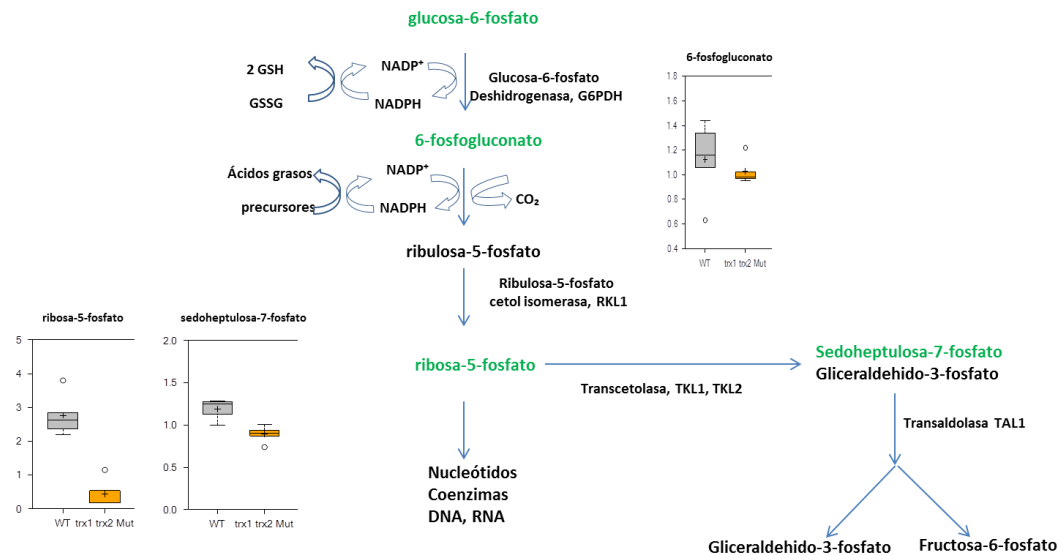 glucosa-6-fosfato
2 GSH
NADP⁺
GSSG
NADPH
Glucosa-6-fosfato
Deshidrogenasa, G6PDH
6-fosfogluconato
1.8
1.6
1.4
1.2
1.0
0.8
0.6
0.4
WT
trx1 trx2 Mut
6-fosfogluconato
Ácidos grasos
NADP⁺
precursores
NADPH
CO₂
ribulosa-5-fosfato
Ribulosa-5-fosfato
cetol isomerasa, RKL1
ribosa-5-fosfato
5
4
3
2
1
0
WT
trx1 trx2 Mut
sedoheptulosa-7-fosfato
2.0
1.5
1.0
0.5
0.0
WT
trx1 trx2 Mut
ribosa-5-fosfato
Transcetolasa, TKL1, TKL2
Sedoheptulosa-7-fosfato
Gliceraldehido-3-fosfato
Transaldolasa TAL1
Nucleótidos
Coenzimas
DNA, RNA
Gliceraldehido-3-fosfato
Fructosa-6-fosfato